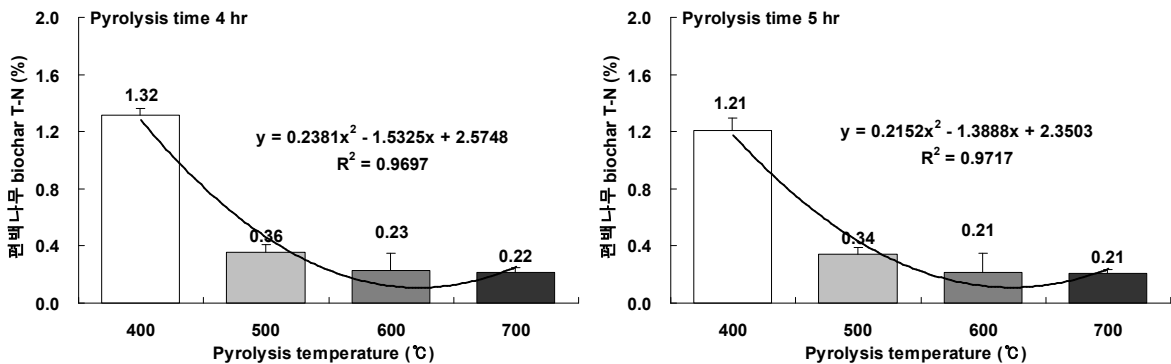 Pyrolysis time 4 hr
편백나무 biochar T-N (%)
2.0
1.6
1.2
0.8
0.4
0.0
1.32
0.36
0.23
0.22
y = 0.2381x² - 1.5325x + 2.5748
R² = 0.9697
400 500 600 700
Pyrolysis temperature (℃)
Pyrolysis time 5 hr
편백나무 biochar T-N (%)
2.0
1.6
1.2
0.8
0.4
0.0
1.21
0.34
0.21
0.21
y = 0.2152x² - 1.3888x + 2.3503
R² = 0.9717
400 500 600 700
Pyrolysis temperature (℃)